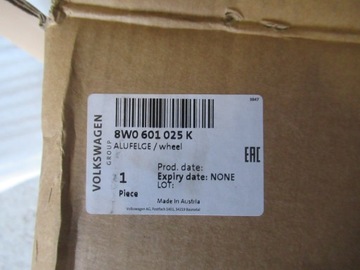 8W0 601 025 K
ALUFELGE / wheel
VOLKSWAGEN
GROUP
EAC
Prod. date:
Expiry date: NONE
LOT:
1
Piece
Made in Austria